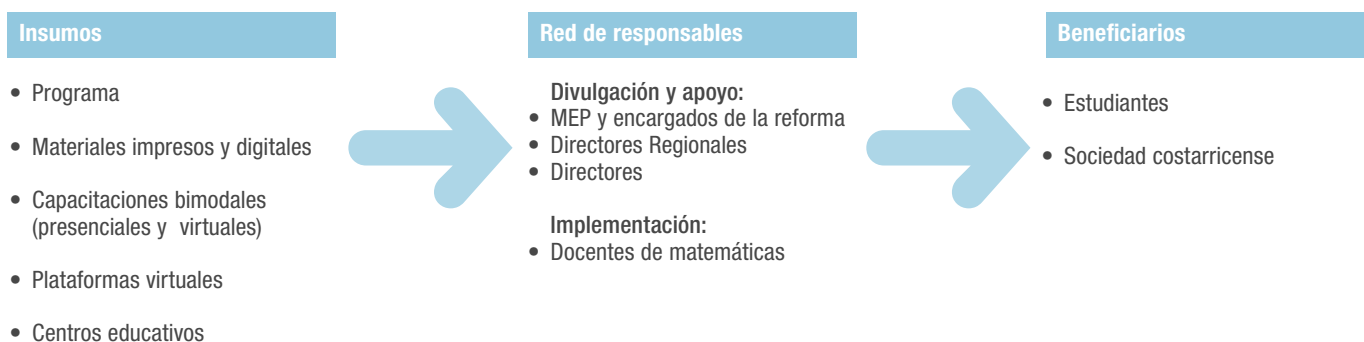 Insumos
• Programa
• Materiales impresos y digitales
• Capacitaciones bimodales
(presenciales y virtuales)
• Plataformas virtuales
• Centros educativos
Red de responsables
Divulgación y apoyo:
• MEP y encargados de la reforma
• Directores Regionales
• Directores
Implementación:
• Docentes de matemáticas
Beneficiarios
• Estudiantes
• Sociedad costarricense